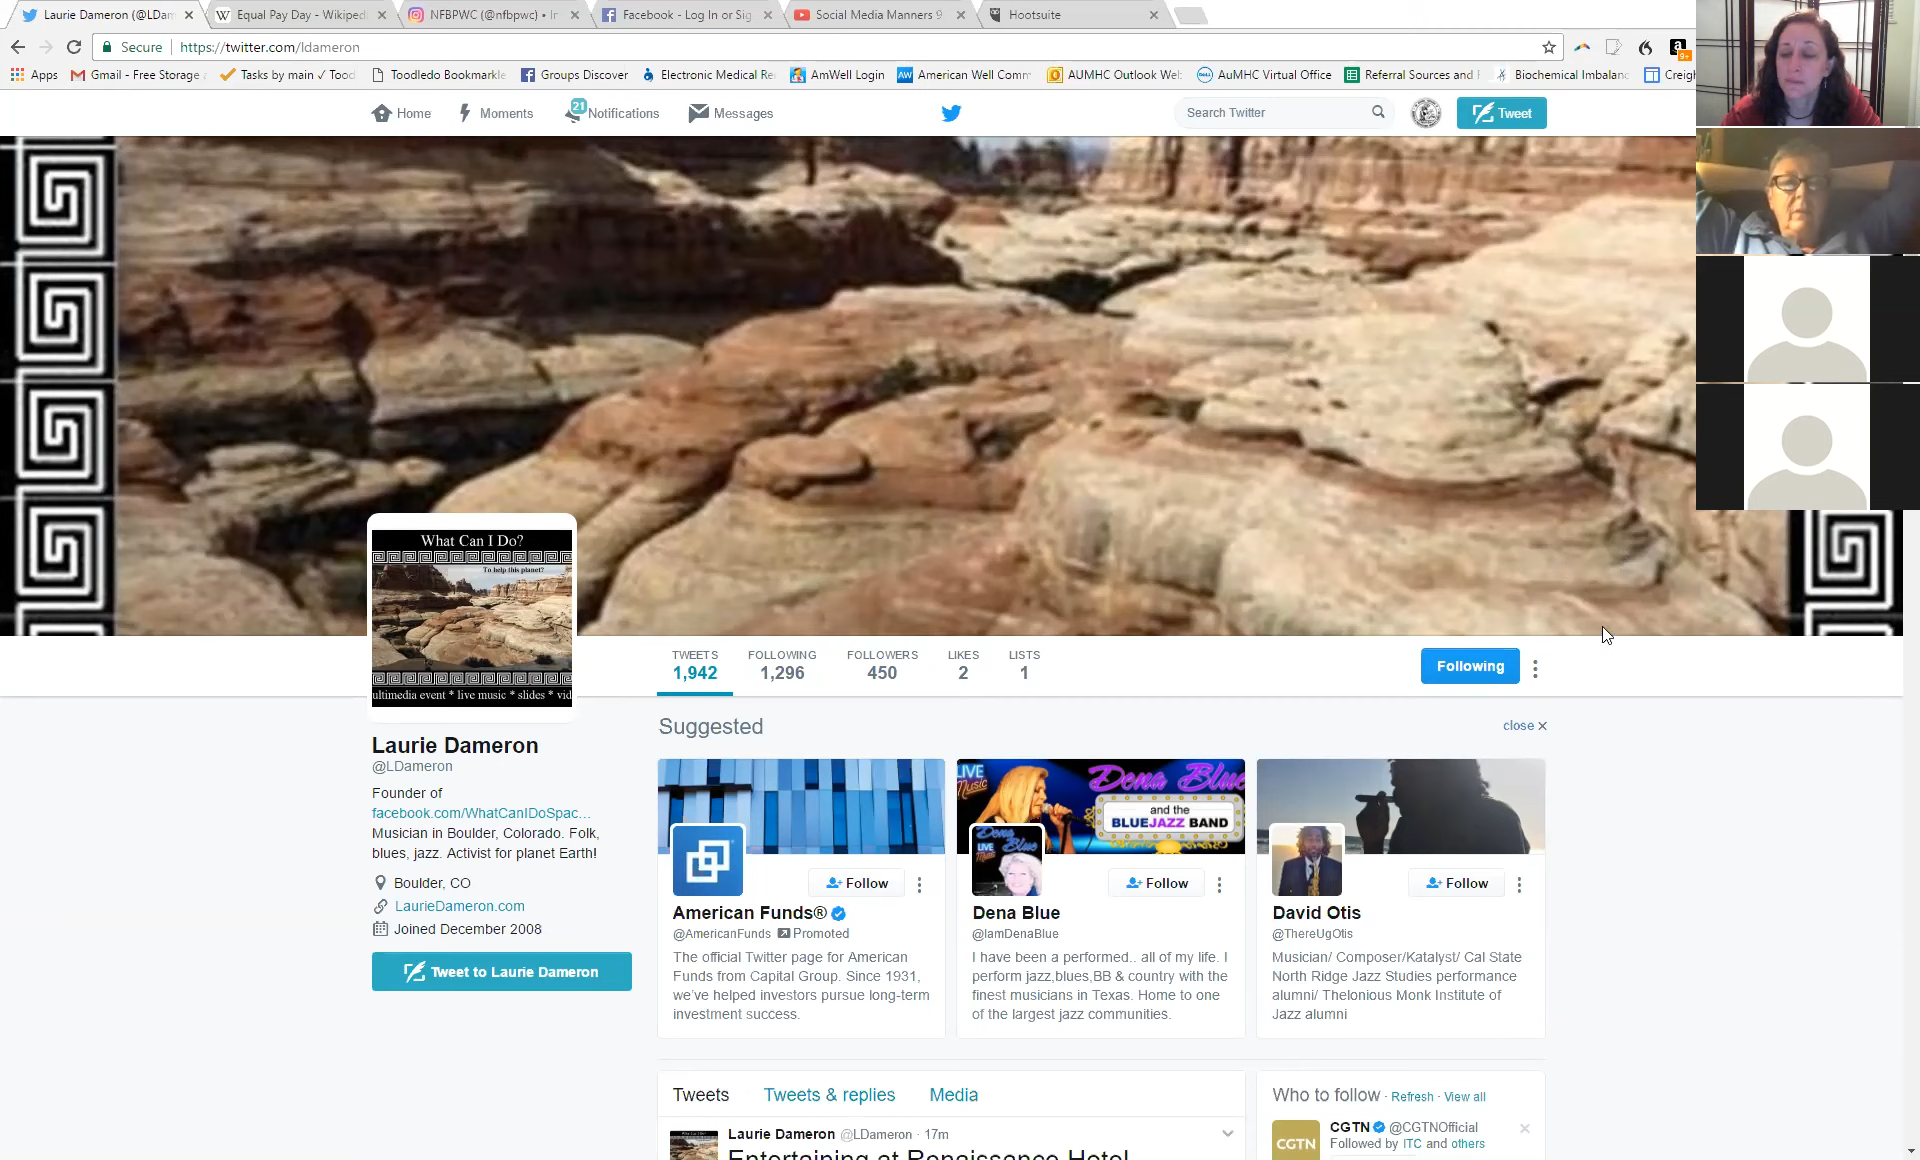 Laurie Dameron (@LDam
Equal Pay Day - Wikiped
NFBPWC (@nfbpwc) • I
Facebook - Log In or Sig
Social Media Manners 9
Hootsuite
Secure
https://twitter.com/ldameron
Apps
Gmail - Free Storage
Tasks by main ✓ Tood
Toodledo Bookmarkle
Groups Discover
Electronic Medical Re
AmWell Login
AW
American Well Comm
AUMHC Outlook We
AuMHC Virtual Office
Referral Sources and
Biochemical Imbalanc
Creigh
Home
Moments
21
Notifications
Messages
Search Twitter
Tweet
What Can I Do?
To help this planet?
ultimedia event * live music * slides * vid
TWEETS
1,942
FOLLOWING
1,296
FOLLOWERS
450
LIKES
2
LISTS
1
Following
Laurie Dameron
@LDameron
Founder of
facebook.com/WhatCanIDoSpac...
Musician in Boulder, Colorado. Folk,
blues, jazz. Activist for planet Earth!
Boulder, CO
LaurieDameron.com
Joined December 2008
Tweet to Laurie Dameron
Suggested
close
Follow
American Funds®
@AmericanFunds Promoted
The official Twitter page for American
Funds from Capital Group. Since 1931,
we've helped investors pursue long-term
investment success.
LIVE
Music
Dena Blue
and the
BLUEJAZZ BAND
Dena Blue
LIVE
Follow
Dena Blue
@IamDenaBlue
I have been a performed.. all of my life. I
perform jazz,blues,BB & country with the
finest musicians in Texas. Home to one
of the largest jazz communities.
Follow
David Otis
@ThereUgOtis
Musician/ Composer/Katalyst/ Cal State
North Ridge Jazz Studies performance
alumni/ Thelonious Monk Institute of
Jazz alumni
Tweets
Tweets & replies
Media
Laurie Dameron @LDameron · 17m
Entertaining at Renaissance Hotel
Who to follow · Refresh · View all
CGTN
CGTN @CGTNOfficial
Followed by ITC and others